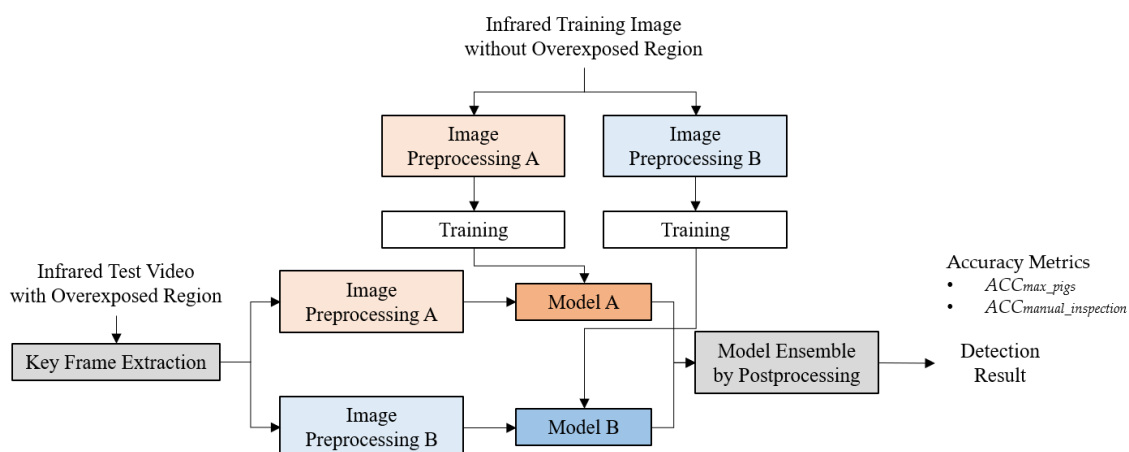 Infrared Training Image
without Overexposed Region
Image
Preprocessing A
Image
Preprocessing B
Training
Training
Infrared Test Video
with Overexposed Region
Image
Preprocessing A
Model A
Accuracy Metrics
• ACCmax_pigs
• ACCmanual_inspection
Key Frame Extraction
Model Ensemble
by Postprocessing
Detection
Result
Image
Preprocessing B
Model B